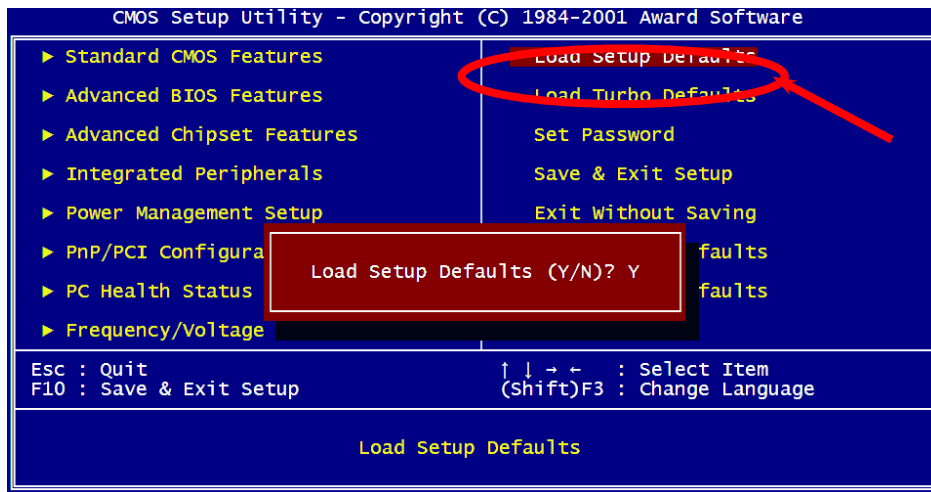 CMOS Setup Utility - Copyright (C) 1984-2001 Award Software
► Standard CMOS Features
► Advanced BIOS Features
► Advanced Chipset Features
► Integrated Peripherals
► Power Management Setup
► PnP/PCI Configura
► PC Health Status
► Frequency/Voltage
Load Setup Defaults
Load Turbo Defaults
Set Password
Save & Exit Setup
Exit Without Saving
faults
faults
Load Setup Defaults (Y/N)? Y
Esc : Quit
F10 : Save & Exit Setup
↑ ↓ → ← : Select Item
(Shift)F3 : Change Language
Load Setup Defaults